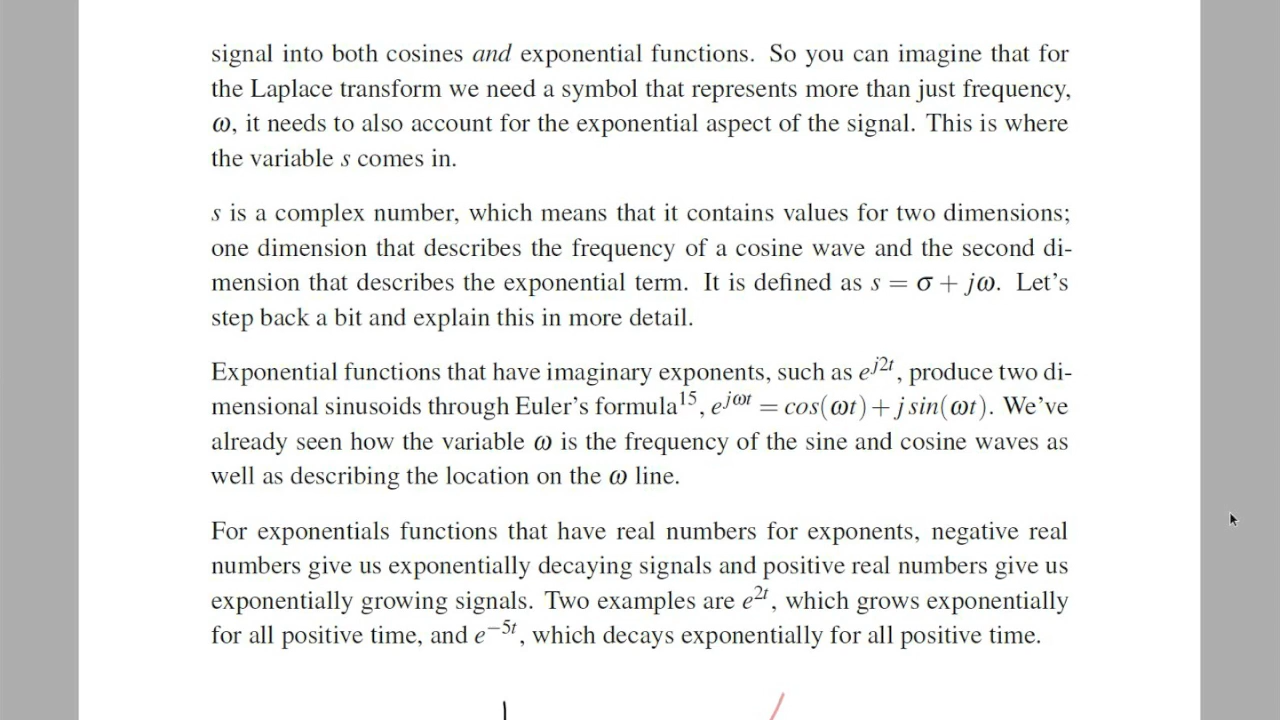 signal into both cosines and exponential functions. So you can imagine that for
the Laplace transform we need a symbol that represents more than just frequency,
ω, it needs to also account for the exponential aspect of the signal. This is where
the variable s comes in.
s is a complex number, which means that it contains values for two dimensions;
one dimension that describes the frequency of a cosine wave and the second di-
mension that describes the exponential term. It is defined as s = σ + jω. Let's
step back a bit and explain this in more detail.
Exponential functions that have imaginary exponents, such as e^{j2t}, produce two di-
mensional sinusoids through Euler's formula^{15}, e^{jωt} = cos(ωt) + j sin(ωt). We've
already seen how the variable ω is the frequency of the sine and cosine waves as
well as describing the location on the ω line.
For exponentials functions that have real numbers for exponents, negative real
numbers give us exponentially decaying signals and positive real numbers give us
exponentially growing signals. Two examples are e^{2t}, which grows exponentially
for all positive time, and e^{−5t}, which decays exponentially for all positive time.